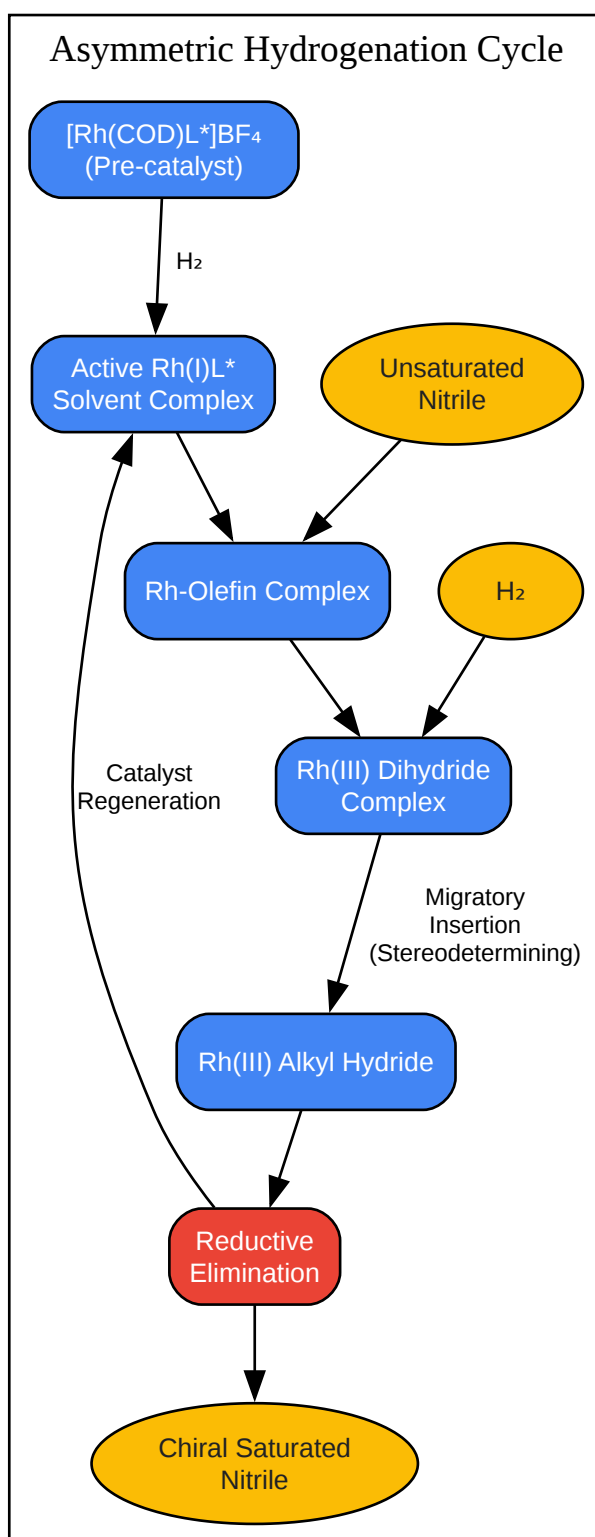 Asymmetric Hydrogenation Cycle
[Rh(COD)L*]BF₄
(Pre-catalyst)
H₂
Active Rh(I)L*
Solvent Complex
Unsaturated
Nitrile
Rh-Olefin Complex
H₂
Rh(III) Dihydride
Complex
Catalyst
Regeneration
Migratory
Insertion
(Stereodetermining)
Rh(III) Alkyl Hydride
Reductive
Elimination
Chiral Saturated
Nitrile